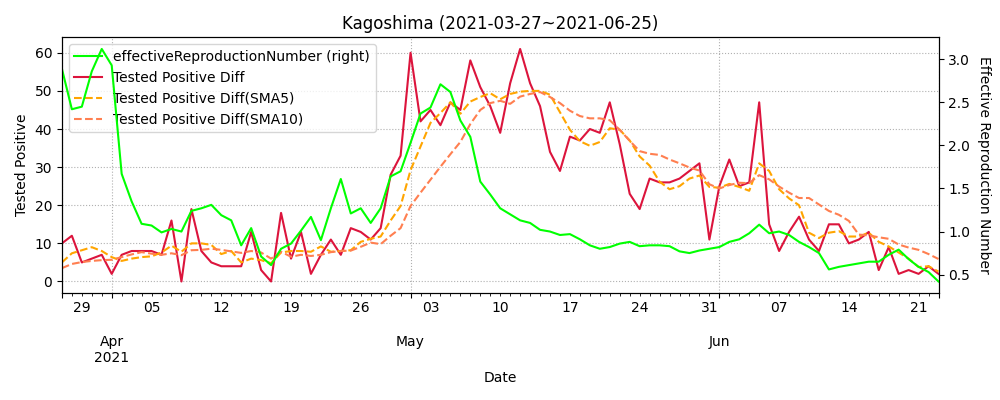 Kagoshima (2021-03-27~2021-06-25)
effectiveReproductionNumber (right)
Tested Positive Diff
Tested Positive Diff(SMA5)
Tested Positive Diff(SMA10)
Tested Positive
60
50
40
30
20
10
0
3.0
2.5
2.0
1.5
1.0
0.5
Effective Reproduction Number
29 05 12 19 26 03 10 17 24 31 07 14 21
Apr May Jun
2021
Date